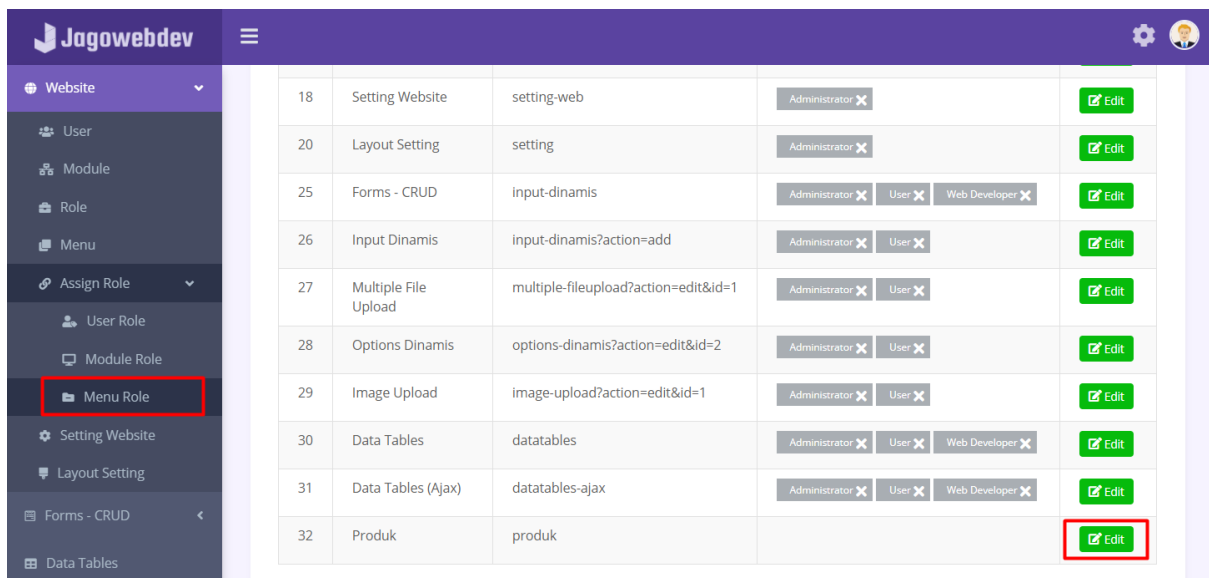 Jagowebdev
Website
User
Module
Role
Menu
Assign Role
User Role
Module Role
Menu Role
Setting Website
Layout Setting
Forms - CRUD
Data Tables
18 Setting Website setting-web Administrator Edit
20 Layout Setting setting Administrator Edit
25 Forms - CRUD input-dinamis Administrator User Web Developer Edit
26 Input Dinamis input-dinamis?action=add Administrator User Edit
27 Multiple File multiple-fileupload?action=edit&id=1 Administrator User Edit
Upload
28 Options Dinamis options-dinamis?action=edit&id=2 Administrator User Edit
29 Image Upload image-upload?action=edit&id=1 Administrator User Edit
30 Data Tables datatables Administrator User Web Developer Edit
31 Data Tables (Ajax) datatables-ajax Administrator User Web Developer Edit
32 Produk produk Edit